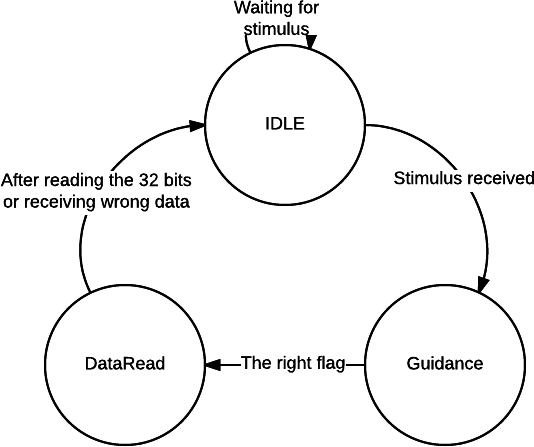 Waiting for
stimulus
IDLE
After reading the 32 bits
or receiving wrong data
Stimulus received
DataRead
The right flag
Guidance